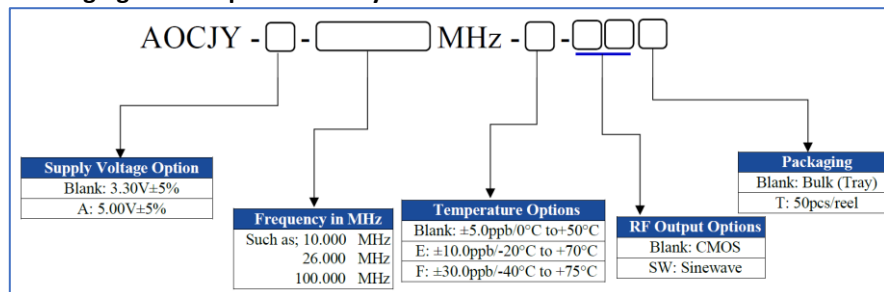 AOCJY - - MHz - -
Supply Voltage Option
Blank: 3.30V±5%
A: 5.00V±5%
Frequency in MHz
Such as; 10.000 MHz
26.000 MHz
100.000 MHz
Temperature Options
Blank: ±5.0ppb/0°C to+50°C
E: ±10.0ppb/-20°C to +70°C
F: ±30.0ppb/-40°C to +75°C
RF Output Options
Blank: CMOS
SW: Sinewave
Packaging
Blank: Bulk (Tray)
T: 50pcs/reel